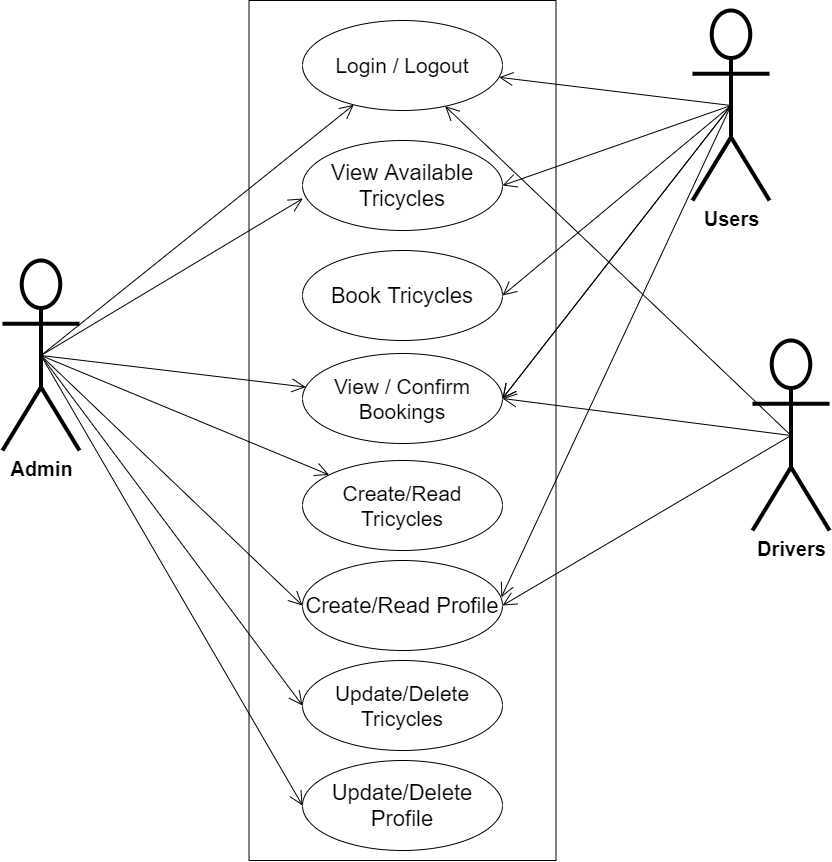 Login / Logout
Users
View Available
Tricycles
Book Tricycles
View / Confirm
Bookings
Admin
Create/Read
Tricycles
Drivers
Create/Read Profile
Update/Delete
Tricycles
Update/Delete
Profile